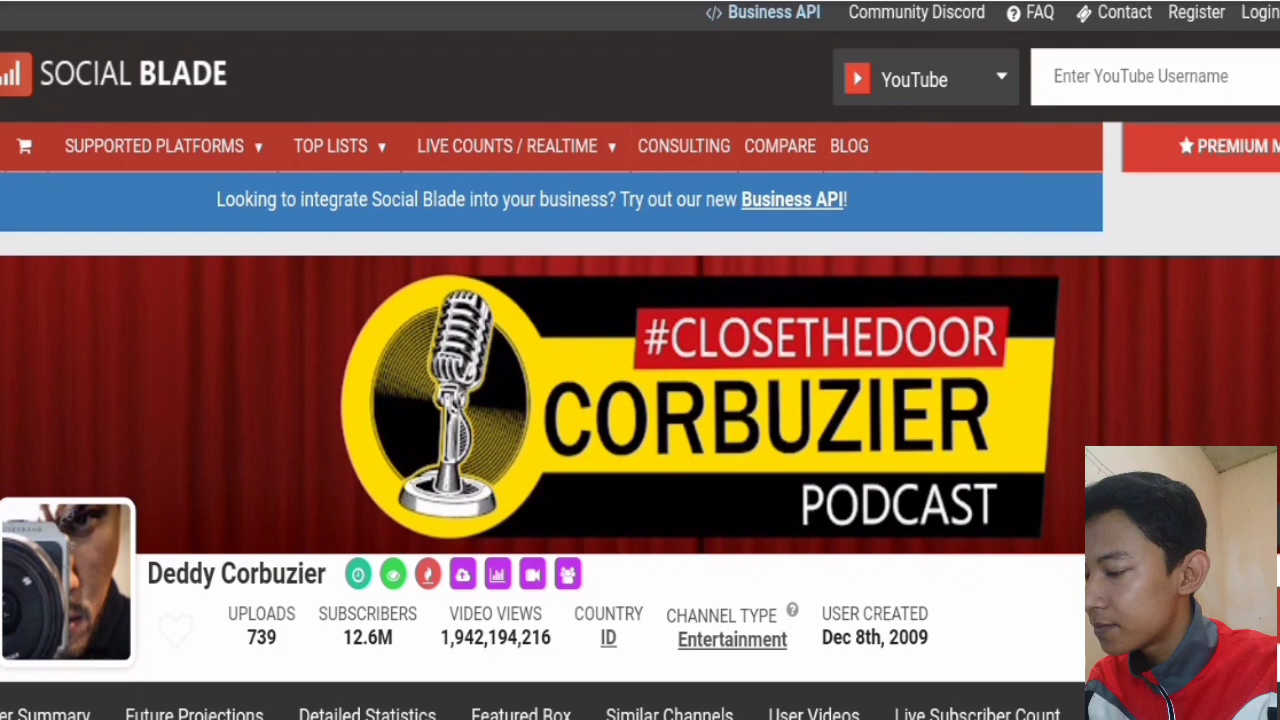 </> Business API Community Discord FAQ Contact Register Login
SOCIAL BLADE
YouTube
Enter YouTube Username
SUPPORTED PLATFORMS TOP LISTS LIVE COUNTS / REALTIME CONSULTING COMPARE BLOG
PREMIUM
Looking to integrate Social Blade into your business? Try out our new Business API!
#CLOSETHEDOOR
CORBUZIER
PODCAST
Deddy Corbuzier
UPLOADS SUBSCRIBERS VIDEO VIEWS COUNTRY CHANNEL TYPE ? USER CREATED
739 12.6M 1,942,194,216 ID Entertainment Dec 8th, 2009
Summary Future Projections Detailed Statistics Featured Box Similar Channels User Videos Live Subscriber Count